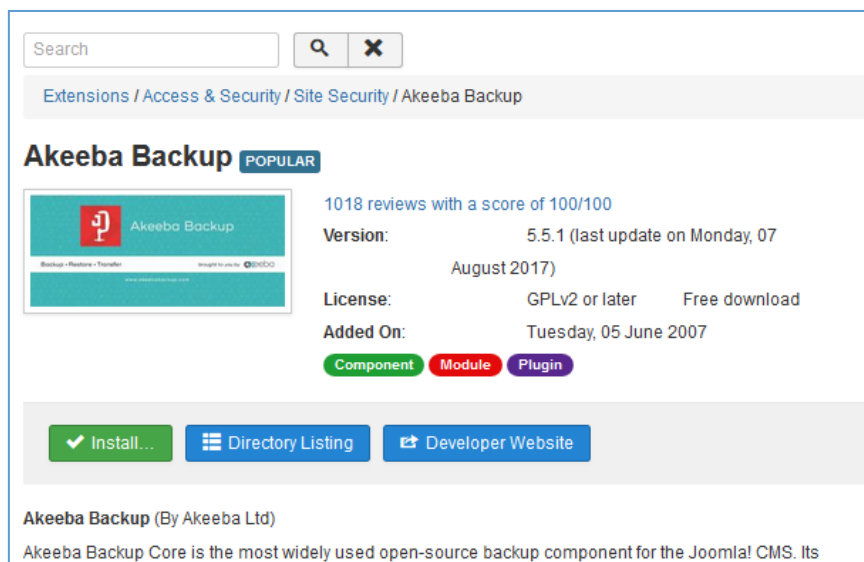 Search
Extensions / Access & Security / Site Security / Akeeba Backup
Akeeba Backup POPULAR
Akeeba Backup
Backup • Restore • Transfer brought to you by akeeba
www.akeebabackup.com
1018 reviews with a score of 100/100
Version: 5.5.1 (last update on Monday, 07
August 2017)
License: GPLv2 or later Free download
Added On: Tuesday, 05 June 2007
Component Module Plugin
Install... Directory Listing Developer Website
Akeeba Backup (By Akeeba Ltd)
Akeeba Backup Core is the most widely used open-source backup component for the Joomla! CMS. Its